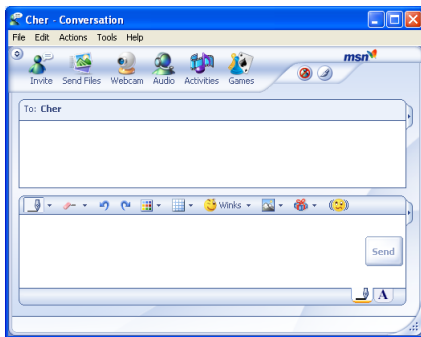 Cher - Conversation
File Edit Actions Tools Help
msn
Invite Send Files Webcam Audio Activities Games
To: Cher
Winks
Send
A